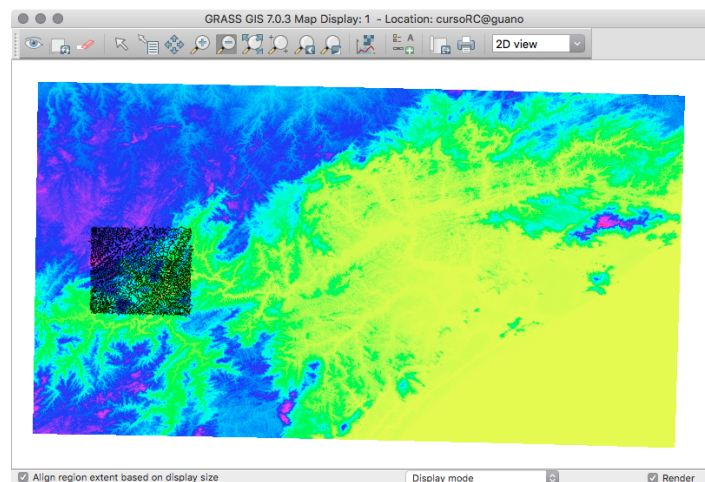 GRASS GIS 7.0.3 Map Display: 1 - Location: cursoRC@guano
2D view
Align region extent based on display size
Display mode
Render